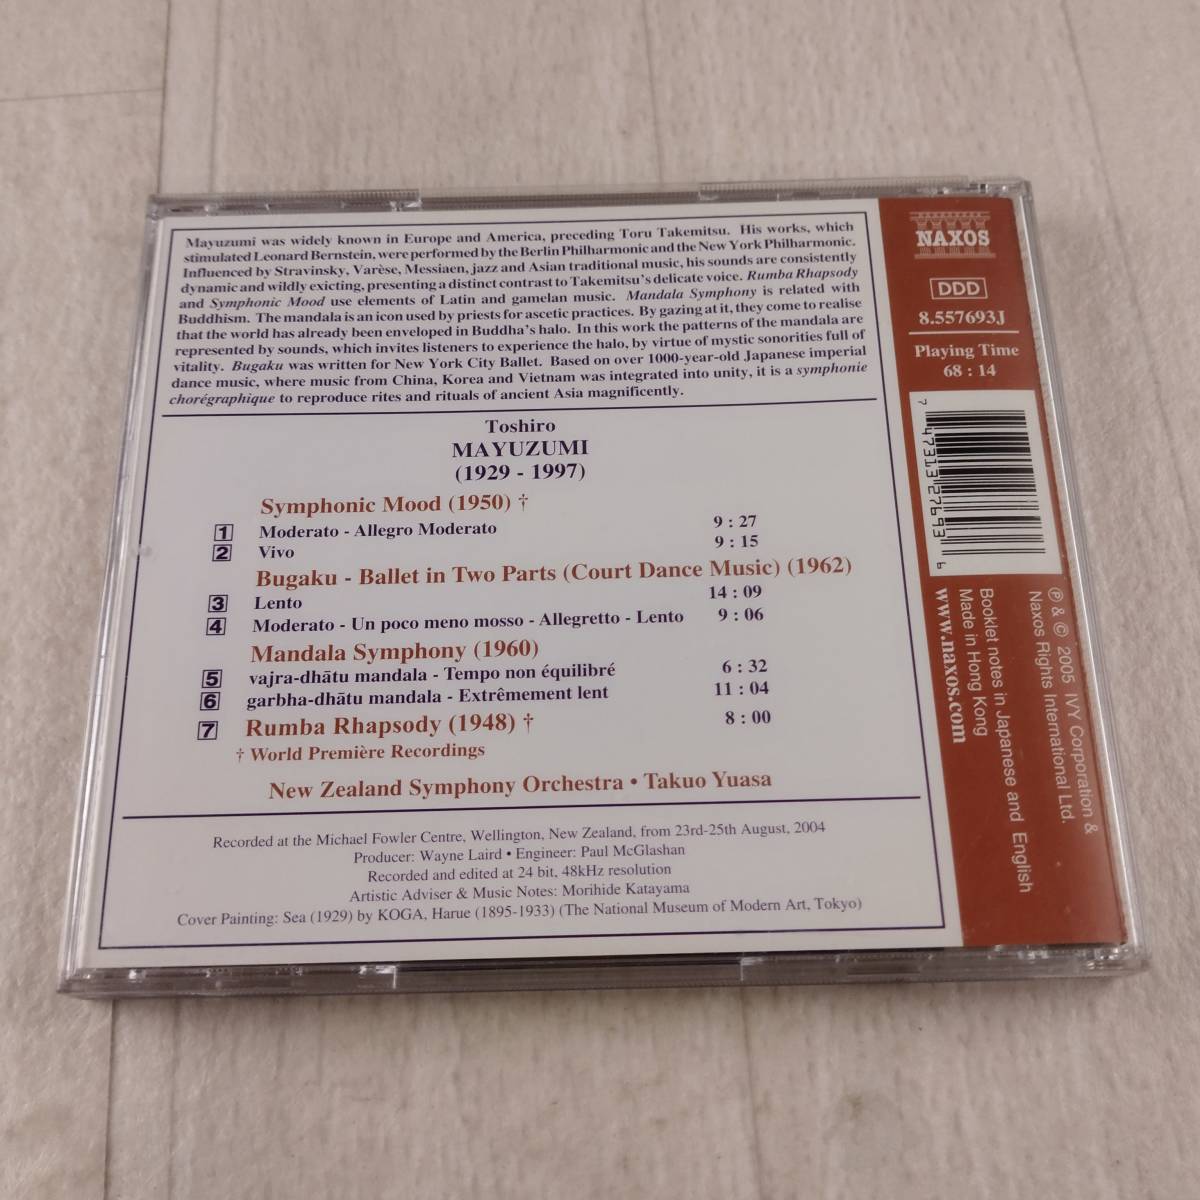 Mayuzumi was widely known in Europe and America, preceding Toru Takemitsu. His works, which
stimulated Leonard Bernstein, were performed by the Berlin Philharmonic and the New York Philharmonic.
Influenced by Stravinsky, Varèse, Messiaen, jazz and Asian traditional music, his sounds are consistently
dynamic and wildly exicting, presenting a distinct contrast to Takemitsu's delicate voice. Rumba Rhapsody
and Symphonic Mood use elements of Latin and gamelan music. Mandala Symphony is related with
Buddhism. The mandala is an icon used by priests for ascetic practices. By gazing at it, they come to realise
that the world has already been enveloped in Buddha's halo. In this work the patterns of the mandala are
represented by sounds, which invites listeners to experience the halo, by virtue of mystic sonorities full of
vitality. Bugaku was written for New York City Ballet. Based on over 1000-year-old Japanese imperial
dance music, where music from China, Korea and Vietnam was integrated into unity, it is a symphonie
chorégraphique to reproduce rites and rituals of ancient Asia magnificently.
Toshiro
MAYUZUMI
(1929 - 1997)
Symphonic Mood (1950) †
1 Moderato - Allegro Moderato 9 : 27
2 Vivo 9 : 15
Bugaku - Ballet in Two Parts (Court Dance Music) (1962)
3 Lento 14 : 09
4 Moderato - Un poco meno mosso - Allegretto - Lento 9 : 06
Mandala Symphony (1960)
5 vajra-dhātu mandala - Tempo non équilibré 6 : 32
6 garbha-dhātu mandala - Extrêmement lent 11 : 04
7 Rumba Rhapsody (1948) † 8 : 00
† World Première Recordings
New Zealand Symphony Orchestra • Takuo Yuasa
Recorded at the Michael Fowler Centre, Wellington, New Zealand, from 23rd-25th August, 2004
Producer: Wayne Laird • Engineer: Paul McGlashan
Recorded and edited at 24 bit, 48kHz resolution
Artistic Adviser & Music Notes: Morihide Katayama
Cover Painting: Sea (1929) by KOGA, Harue (1895-1933) (The National Museum of Modern Art, Tokyo)
NAXOS
DDD
8.557693J
Playing Time
68 : 14
7 47313 27693 6
℗ & © 2005 IVY Corporation &
Naxos Rights International Ltd.
Booklet notes in Japanese and English
Made in Hong Kong
www.naxos.com